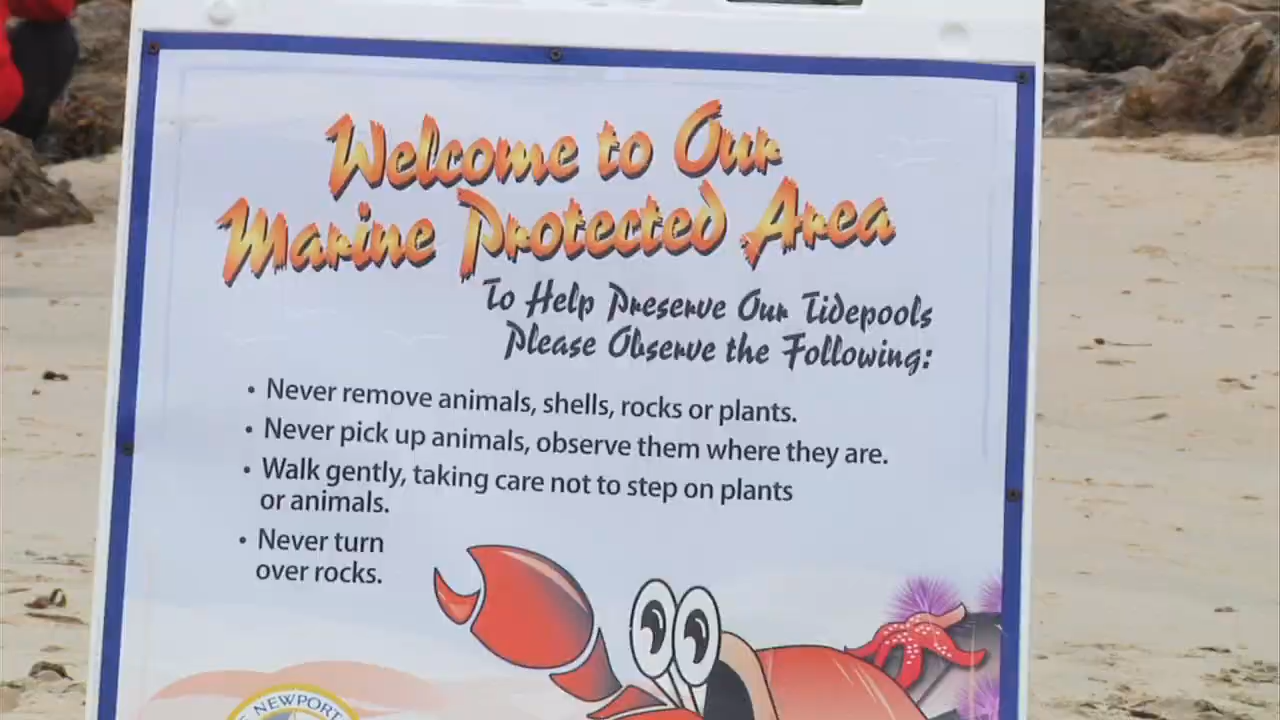 Welcome to Our
Marine Protected Area
To Help Preserve Our Tidepools
Please Observe the Following:
• Never remove animals, shells, rocks or plants.
• Never pick up animals, observe them where they are.
• Walk gently, taking care not to step on plants
or animals.
• Never turn
over rocks.
NEWPORT